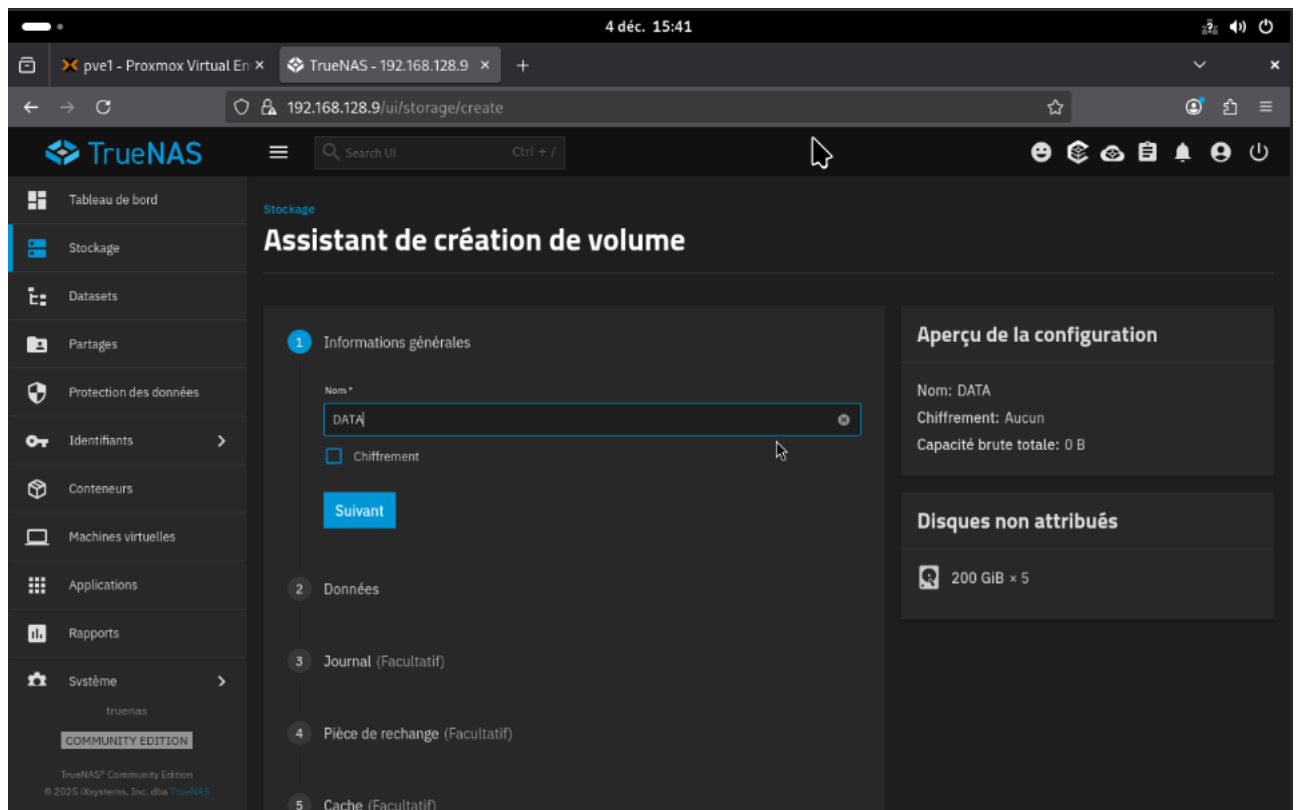 4 déc. 15:41
pve1 - Proxmox Virtual En
TrueNAS - 192.168.128.9
192.168.128.9/ui/storage/create
TrueNAS
Search UI Ctrl + /
Tableau de bord
Stockage
Datasets
Partages
Protection des données
Identifiants
Conteneurs
Machines virtuelles
Applications
Rapports
Système
truenas
COMMUNITY EDITION
TrueNAS® Community Edition
© 2025 iXsystems, Inc. dba TrueNAS
Stockage
Assistant de création de volume
1 Informations générales
Nom *
DATA
Chiffrement
Suivant
2 Données
3 Journal (Facultatif)
4 Pièce de rechange (Facultatif)
5 Cache (Facultatif)
Aperçu de la configuration
Nom: DATA
Chiffrement: Aucun
Capacité brute totale: 0 B
Disques non attribués
200 GiB × 5